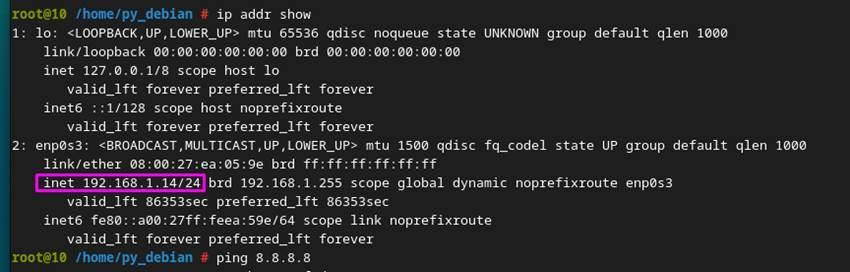 root@10 /home/py_debian # ip addr show
1: lo: <LOOPBACK,UP,LOWER_UP> mtu 65536 qdisc noqueue state UNKNOWN group default qlen 1000
link/loopback 00:00:00:00:00:00 brd 00:00:00:00:00:00
inet 127.0.0.1/8 scope host lo
valid_lft forever preferred_lft forever
inet6 ::1/128 scope host noprefixroute
valid_lft forever preferred_lft forever
2: enp0s3: <BROADCAST,MULTICAST,UP,LOWER_UP> mtu 1500 qdisc fq_codel state UP group default qlen 1000
link/ether 08:00:27:ea:05:9e brd ff:ff:ff:ff:ff:ff
inet 192.168.1.14/24 brd 192.168.1.255 scope global dynamic noprefixroute enp0s3
valid_lft 86353sec preferred_lft 86353sec
inet6 fe80::a00:27ff:feea:59e/64 scope link noprefixroute
valid_lft forever preferred_lft forever
root@10 /home/py_debian # ping 8.8.8.8